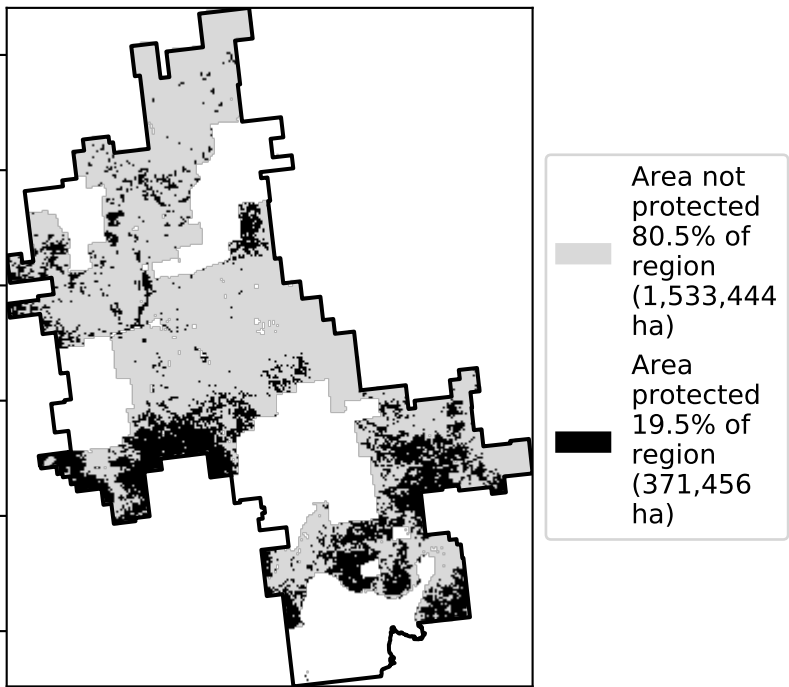 Area not
protected
80.5% of
region
(1,533,444
ha)
Area
protected
19.5% of
region
(371,456
ha)